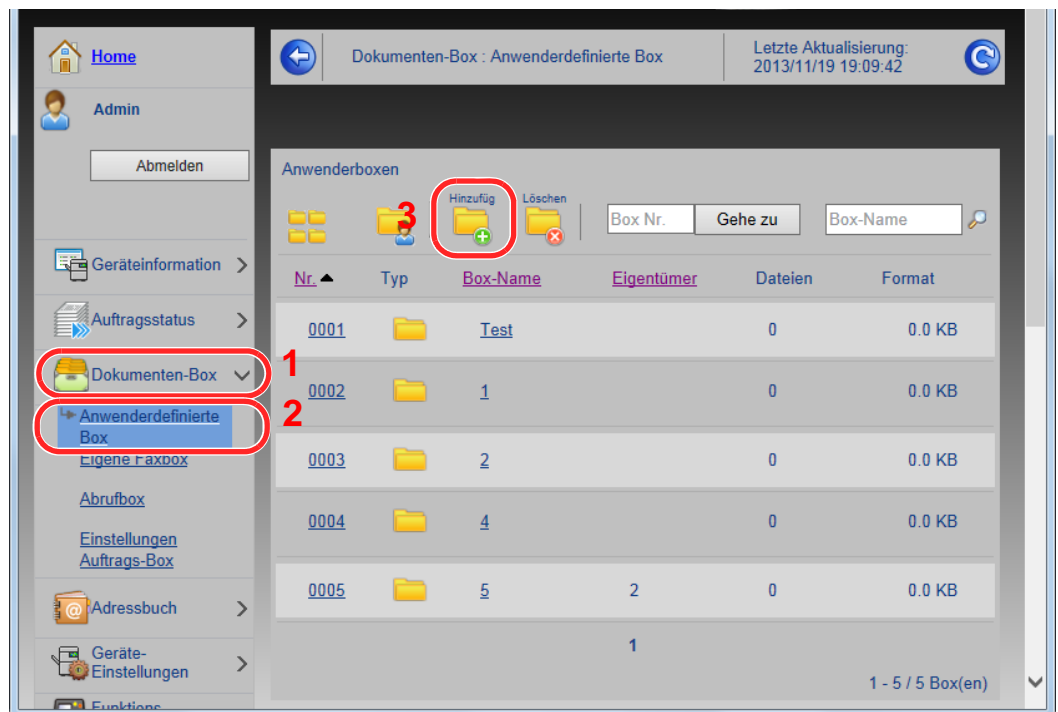 Home
Admin
Abmelden
Geräteinformation
Auftragsstatus
Dokumenten-Box
1
Anwenderdefinierte
Box
2
Eigene Faxbox
Abrufbox
Einstellungen
Auftrags-Box
Adressbuch
Geräte-
Einstellungen
Funktions
Dokumenten-Box : Anwenderdefinierte Box
Letzte Aktualisierung:
2013/11/19 19:09:42
Anwenderboxen
3
Hinzufüg
Löschen
Box Nr.
Gehe zu
Box-Name
Nr. Typ Box-Name Eigentümer Dateien Format
0001 Test 0 0.0 KB
0002 1 0 0.0 KB
0003 2 0 0.0 KB
0004 4 0 0.0 KB
0005 5 2 0 0.0 KB
1
1 - 5 / 5 Box(en)